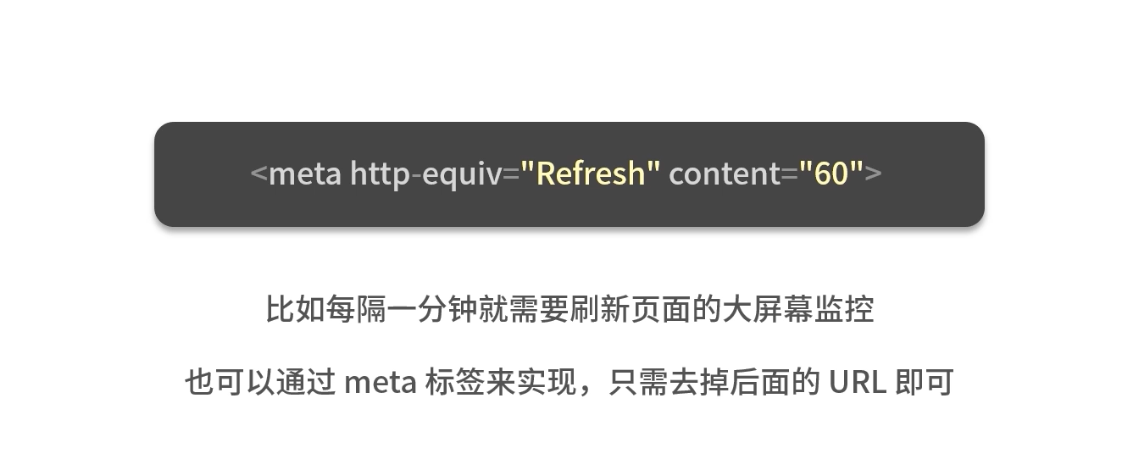 <meta http-equiv="Refresh" content="60">
比如每隔一分钟就需要刷新页面的大屏幕监控
也可以通过 meta 标签来实现，只需去掉后面的 URL 即可